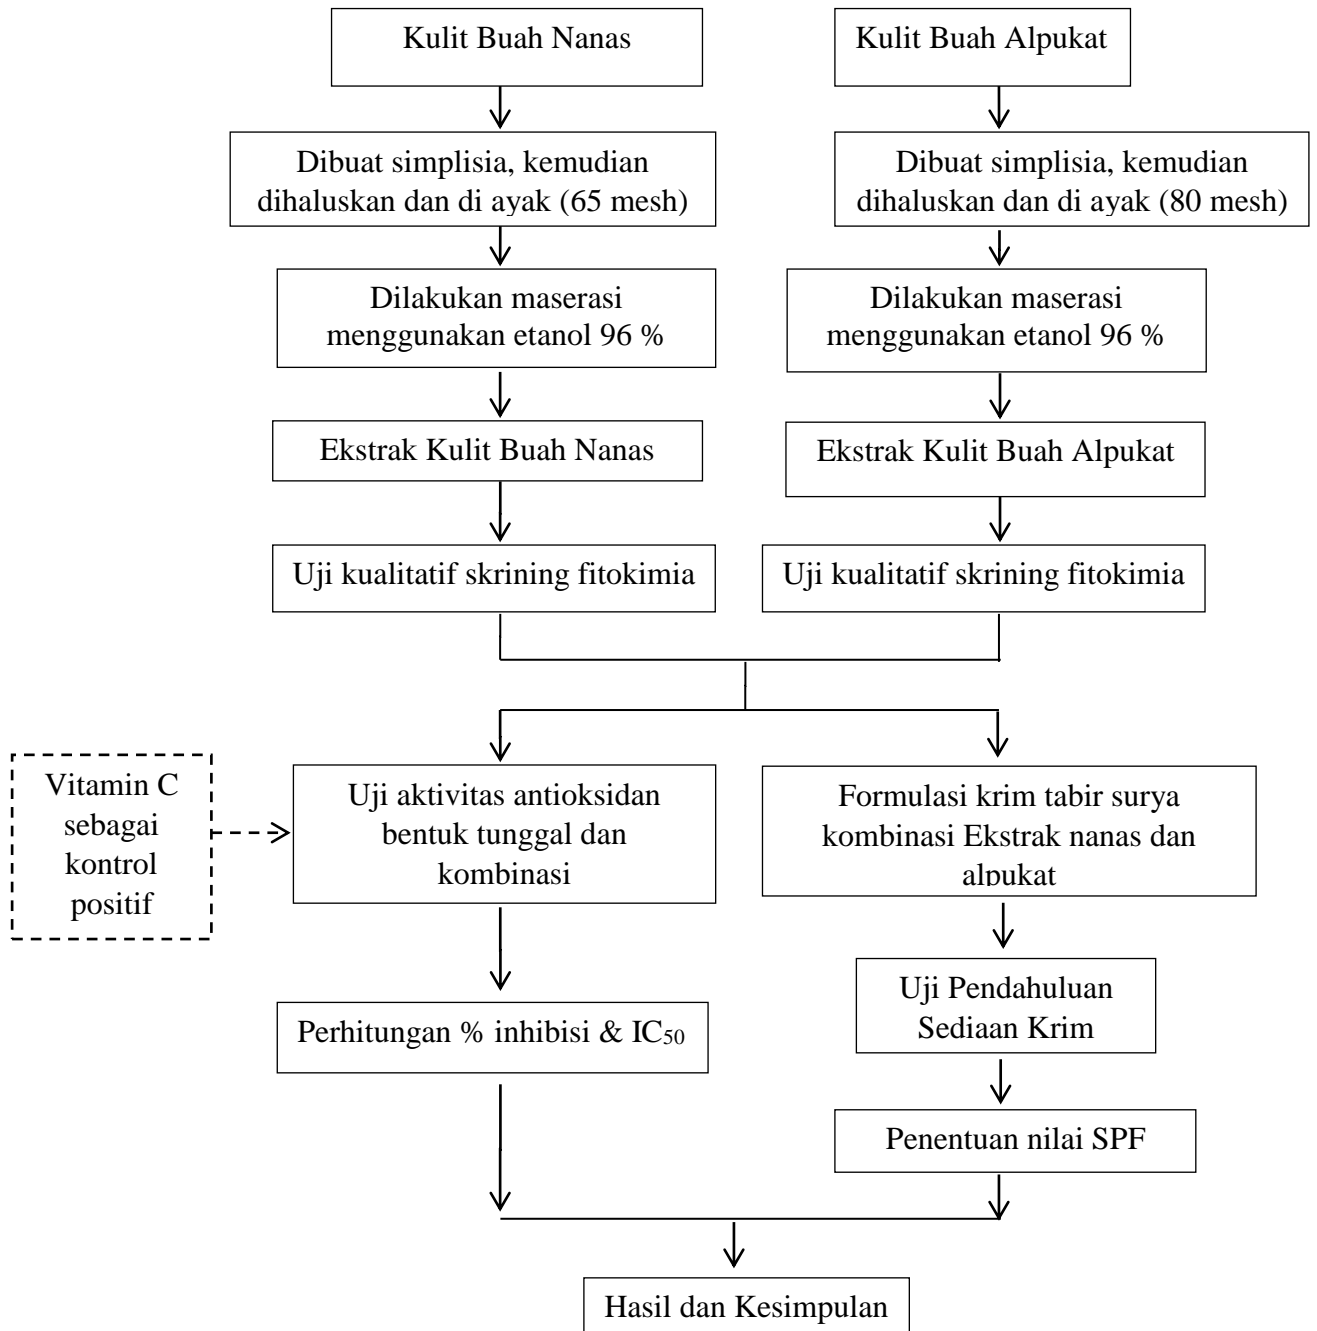 Kulit Buah Nanas
Kulit Buah Alpukat
Dibuat simplisia, kemudian
dihaluskan dan di ayak (65 mesh)
Dibuat simplisia, kemudian
dihaluskan dan di ayak (80 mesh)
Dilakukan maserasi
menggunakan etanol 96 %
Dilakukan maserasi
menggunakan etanol 96 %
Ekstrak Kulit Buah Nanas
Ekstrak Kulit Buah Alpukat
Uji kualitatif skrining fitokimia
Uji kualitatif skrining fitokimia
Vitamin C
sebagai
kontrol
positif
Uji aktivitas antioksidan
bentuk tunggal dan
kombinasi
Formulasi krim tabir surya
kombinasi Ekstrak nanas dan
alpukat
Perhitungan % inhibisi & IC₅₀
Uji Pendahuluan
Sediaan Krim
Penentuan nilai SPF
Hasil dan Kesimpulan